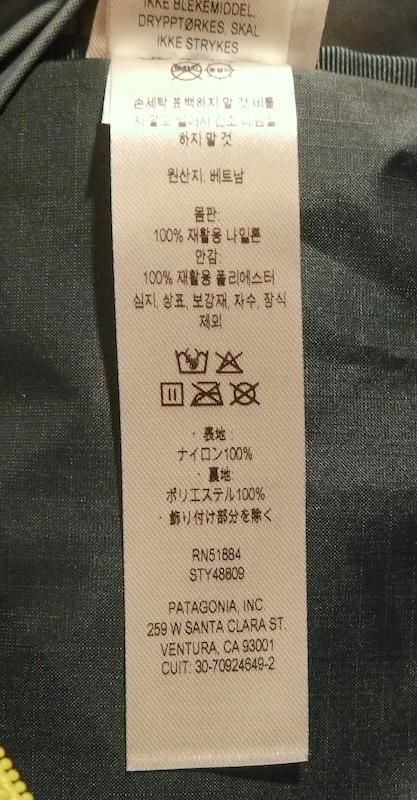 IKKE BLEKEMIDDEL,
DRYPPTØRKES, SKAL
IKKE STRYKES
손세탁 표백하지 말 것 비틀
지 말고
하지 말 것
원산지: 베트남
몸판:
100% 재활용 나일론
안감:
100% 재활용 폴리에스터
심지, 상표, 보강재, 자수, 장식
제외
・表地：
ナイロン100%
・裏地
ポリエステル100%
・飾り付け部分を除く
RN51884
STY48809
PATAGONIA, INC.
259 W SANTA CLARA ST.
VENTURA, CA 93001
CUIT: 30-70924649-2